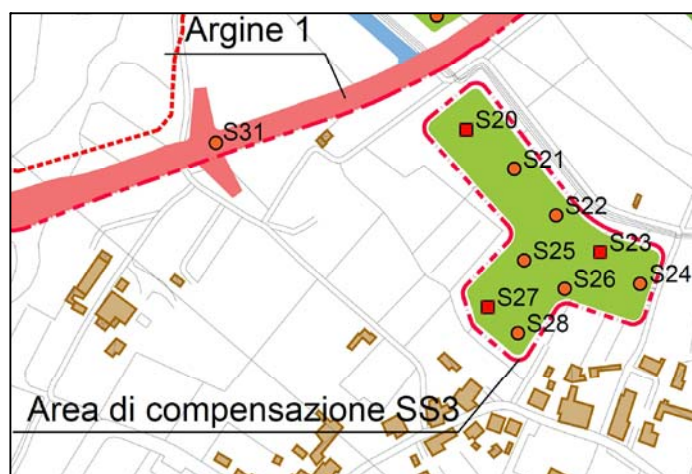 Argine 1
S20
S31
S21
S22
S23
S25
S24
S26
S27
S28
Area di compensazione SS3